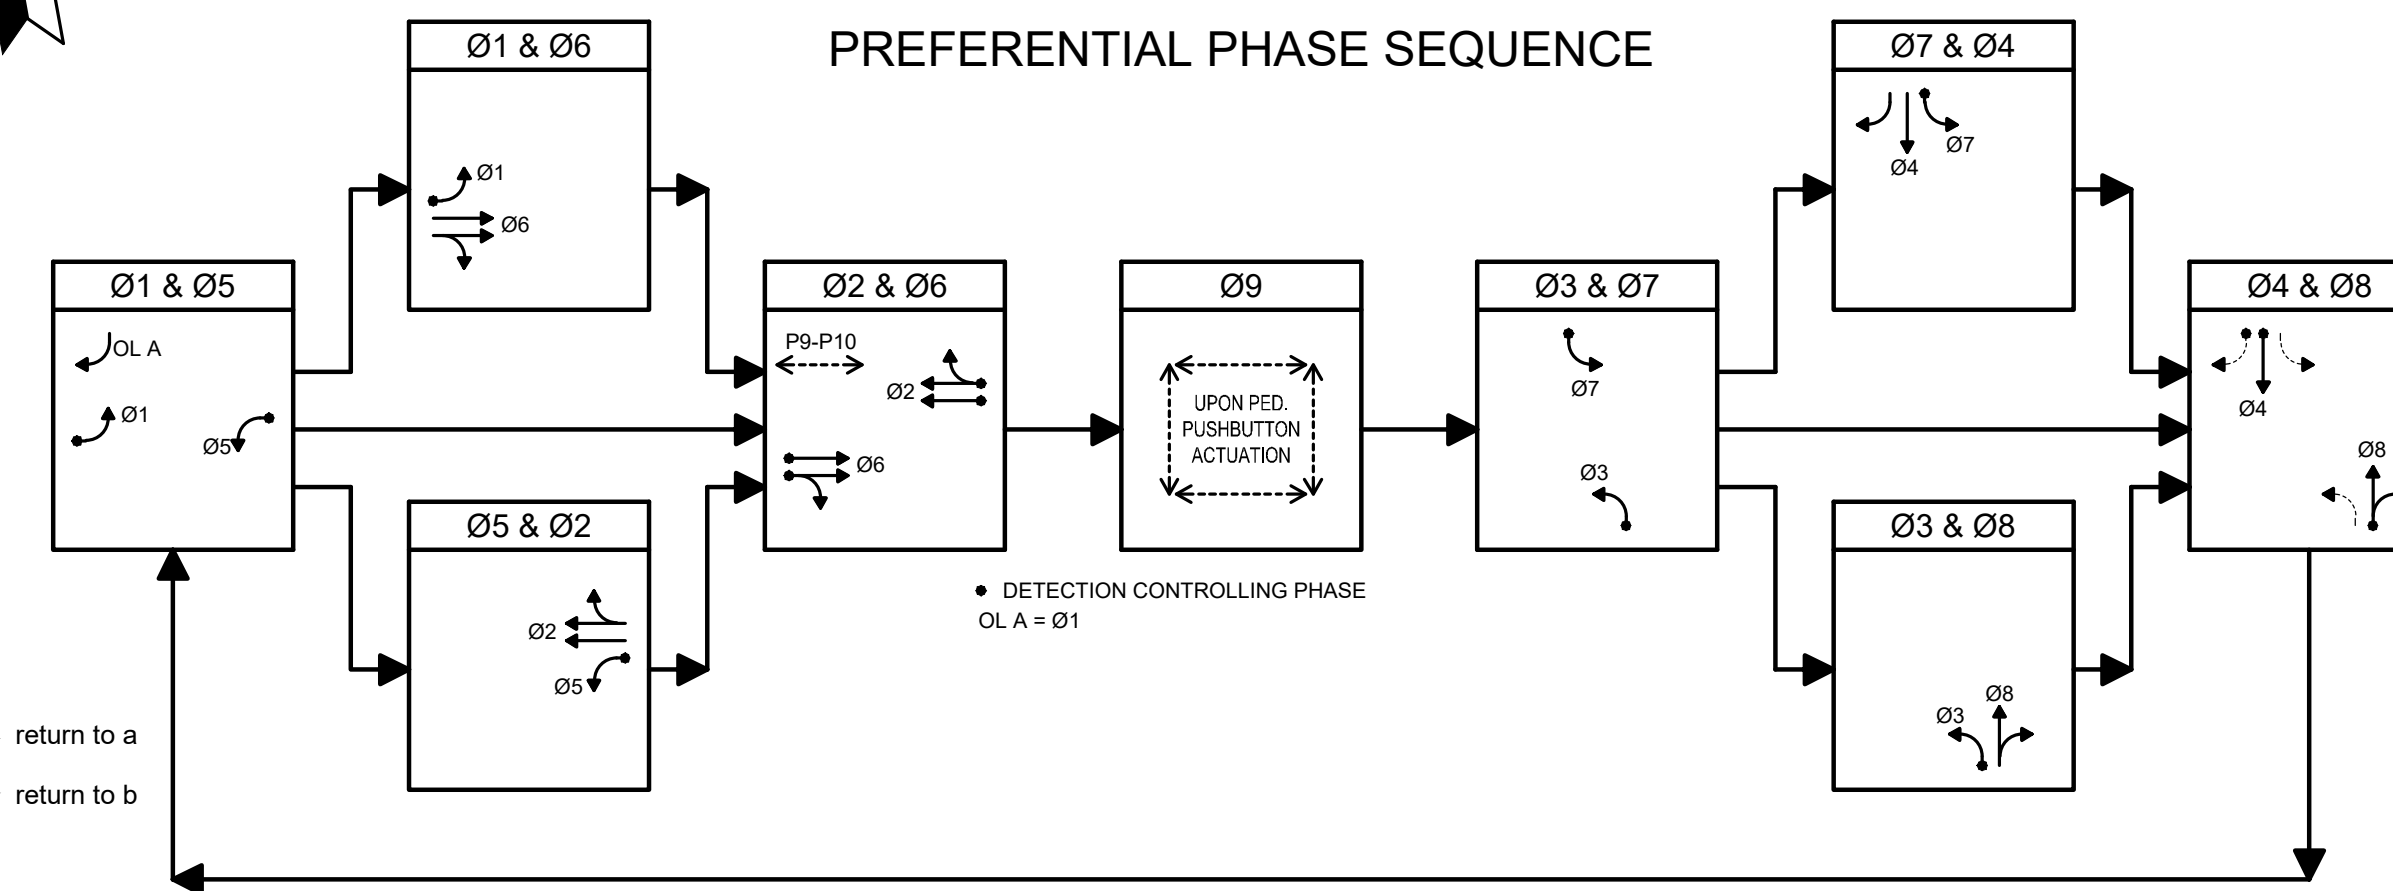 PREFERENTIAL PHASE SEQUENCE
Ø1 & Ø5
OL A
Ø1
Ø5
Ø1 & Ø6
Ø1
Ø6
Ø5 & Ø2
Ø2
Ø5
Ø2 & Ø6
P9-P10
Ø2
Ø6
Ø9
UPON PED.
PUSHBUTTON
ACTUATION
Ø3 & Ø7
Ø7
Ø3
Ø7 & Ø4
Ø7
Ø4
Ø3 & Ø8
Ø8
Ø3
Ø4 & Ø8
Ø4
Ø8
DETECTION CONTROLLING PHASE
OL A = Ø1
return to a
return to b